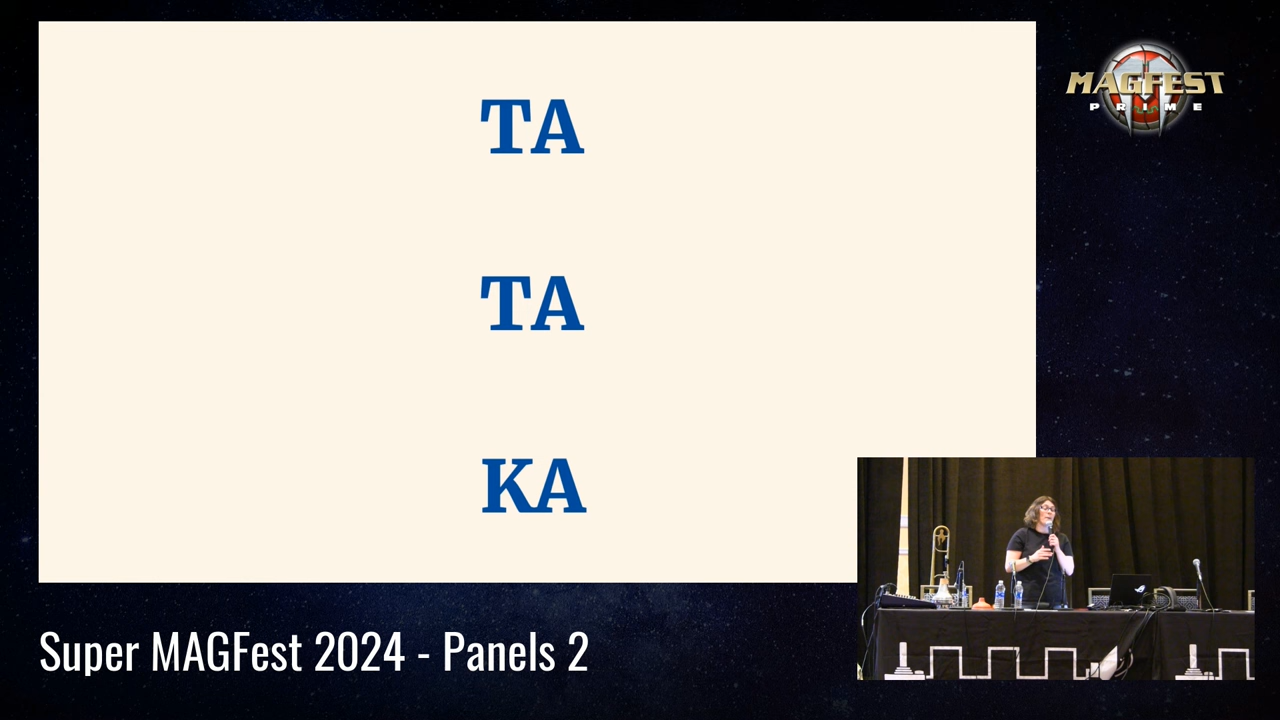 TA
TA
KA
MAGFEST
PRIME
Super MAGFest 2024 - Panels 2